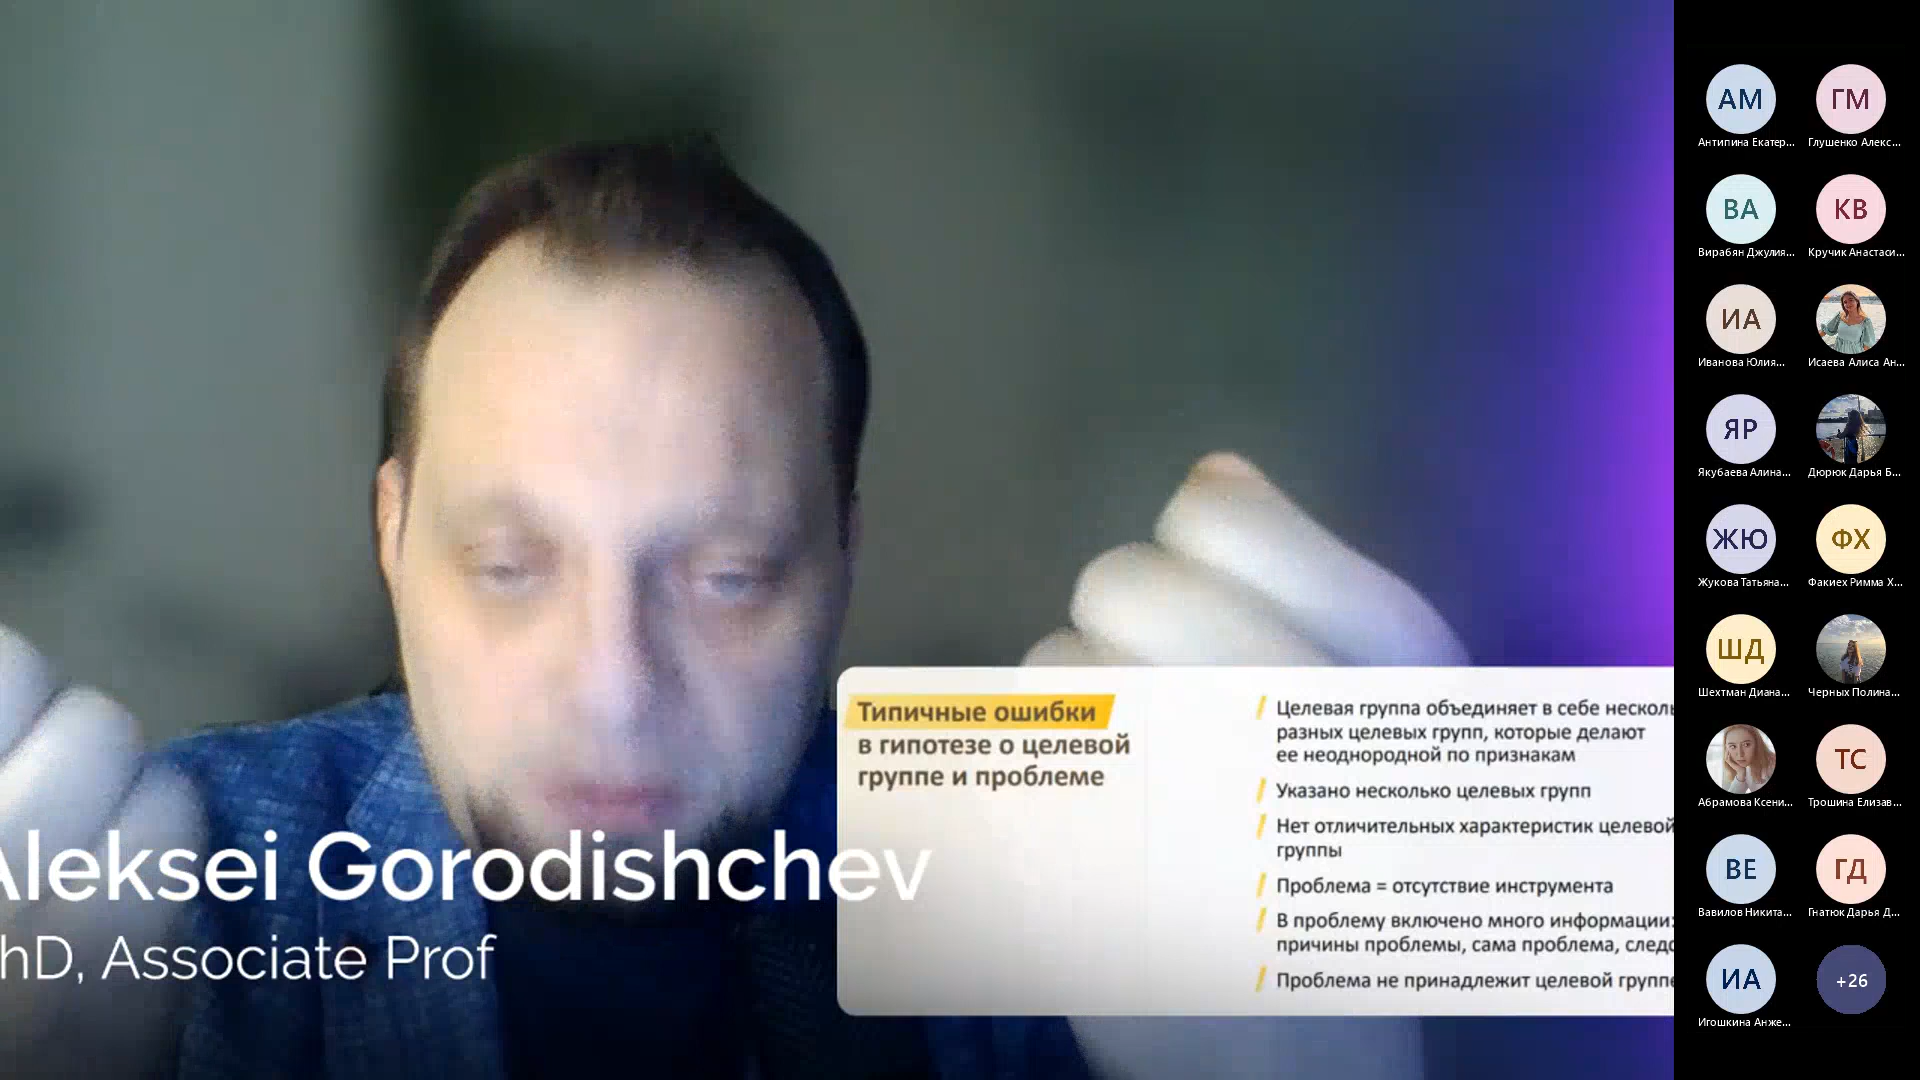 Aleksei Gorodishchev
hD, Associate Prof
Типичные ошибки
в гипотезе о целевой
группе и проблеме
Целевая группа объединяет в себе несколь
разных целевых групп, которые делают
ее неоднородной по признакам
Указано несколько целевых групп
Нет отличительных характеристик целевой
группы
Проблема = отсутствие инструмента
В проблему включено много информации:
причины проблемы, сама проблема, следс
Проблема не принадлежит целевой группе
АМ
Антипина Екатер...
ГМ
Глушенко Алекс...
ВА
Вирабян Джулия...
КВ
Кручик Анастаси...
ИА
Иванова Юлия...
Исаева Алиса Ан...
ЯР
Якубаева Алина...
Дюрюк Дарья Б...
ЖЮ
Жукова Татьяна...
ФХ
Факиех Римма Х...
ШД
Шехтман Диана...
Черных Полина...
Абрамова Ксени...
ТС
Трошина Елизав...
ВЕ
Вавилов Никита...
ГД
Гнатюк Дарья Д...
ИА
Игошкина Анже...
+26